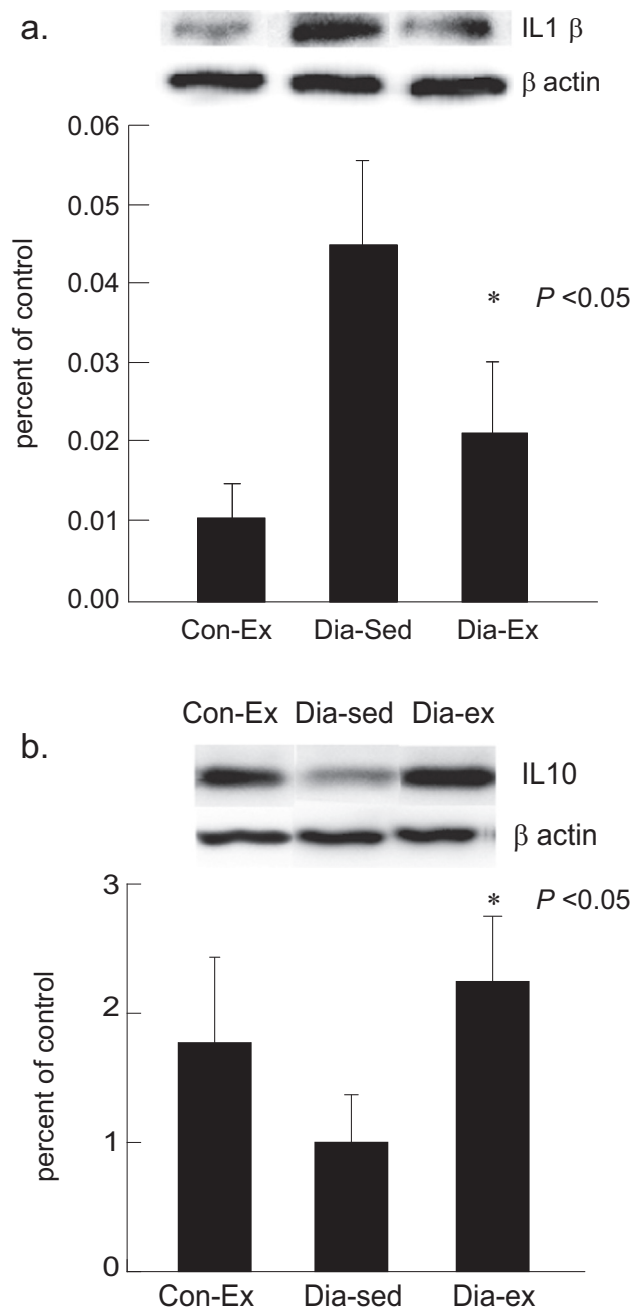 a.
IL1 β
β actin
0.06
0.05
0.04
0.03
0.02
0.01
0.00
percent of control
* P <0.05
Con-Ex Dia-Sed Dia-Ex
Con-Ex Dia-sed Dia-ex
b.
IL10
β actin
3
2
1
0
percent of control
* P <0.05
Con-Ex Dia-sed Dia-ex